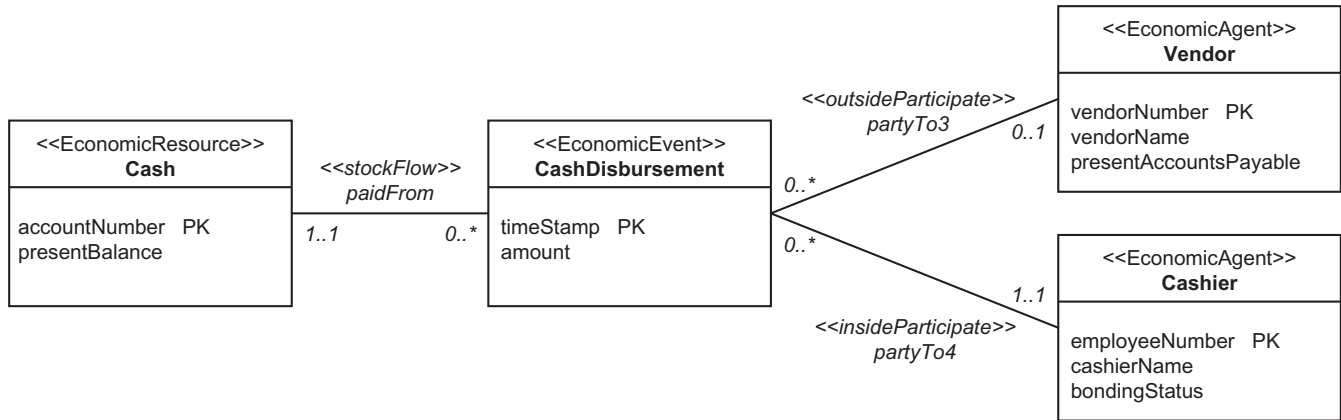 <<EconomicAgent>>
Vendor
vendorNumber PK
vendorName
presentAccountsPayable
<<outsideParticipate>>
partyTo3
0..1
0..*
<<EconomicResource>>
Cash
accountNumber PK
presentBalance
<<stockFlow>>
paidFrom
1..1
0..*
<<EconomicEvent>>
CashDisbursement
timeStamp PK
amount
0..*
1..1
<<insideParticipate>>
partyTo4
<<EconomicAgent>>
Cashier
employeeNumber PK
cashierName
bondingStatus